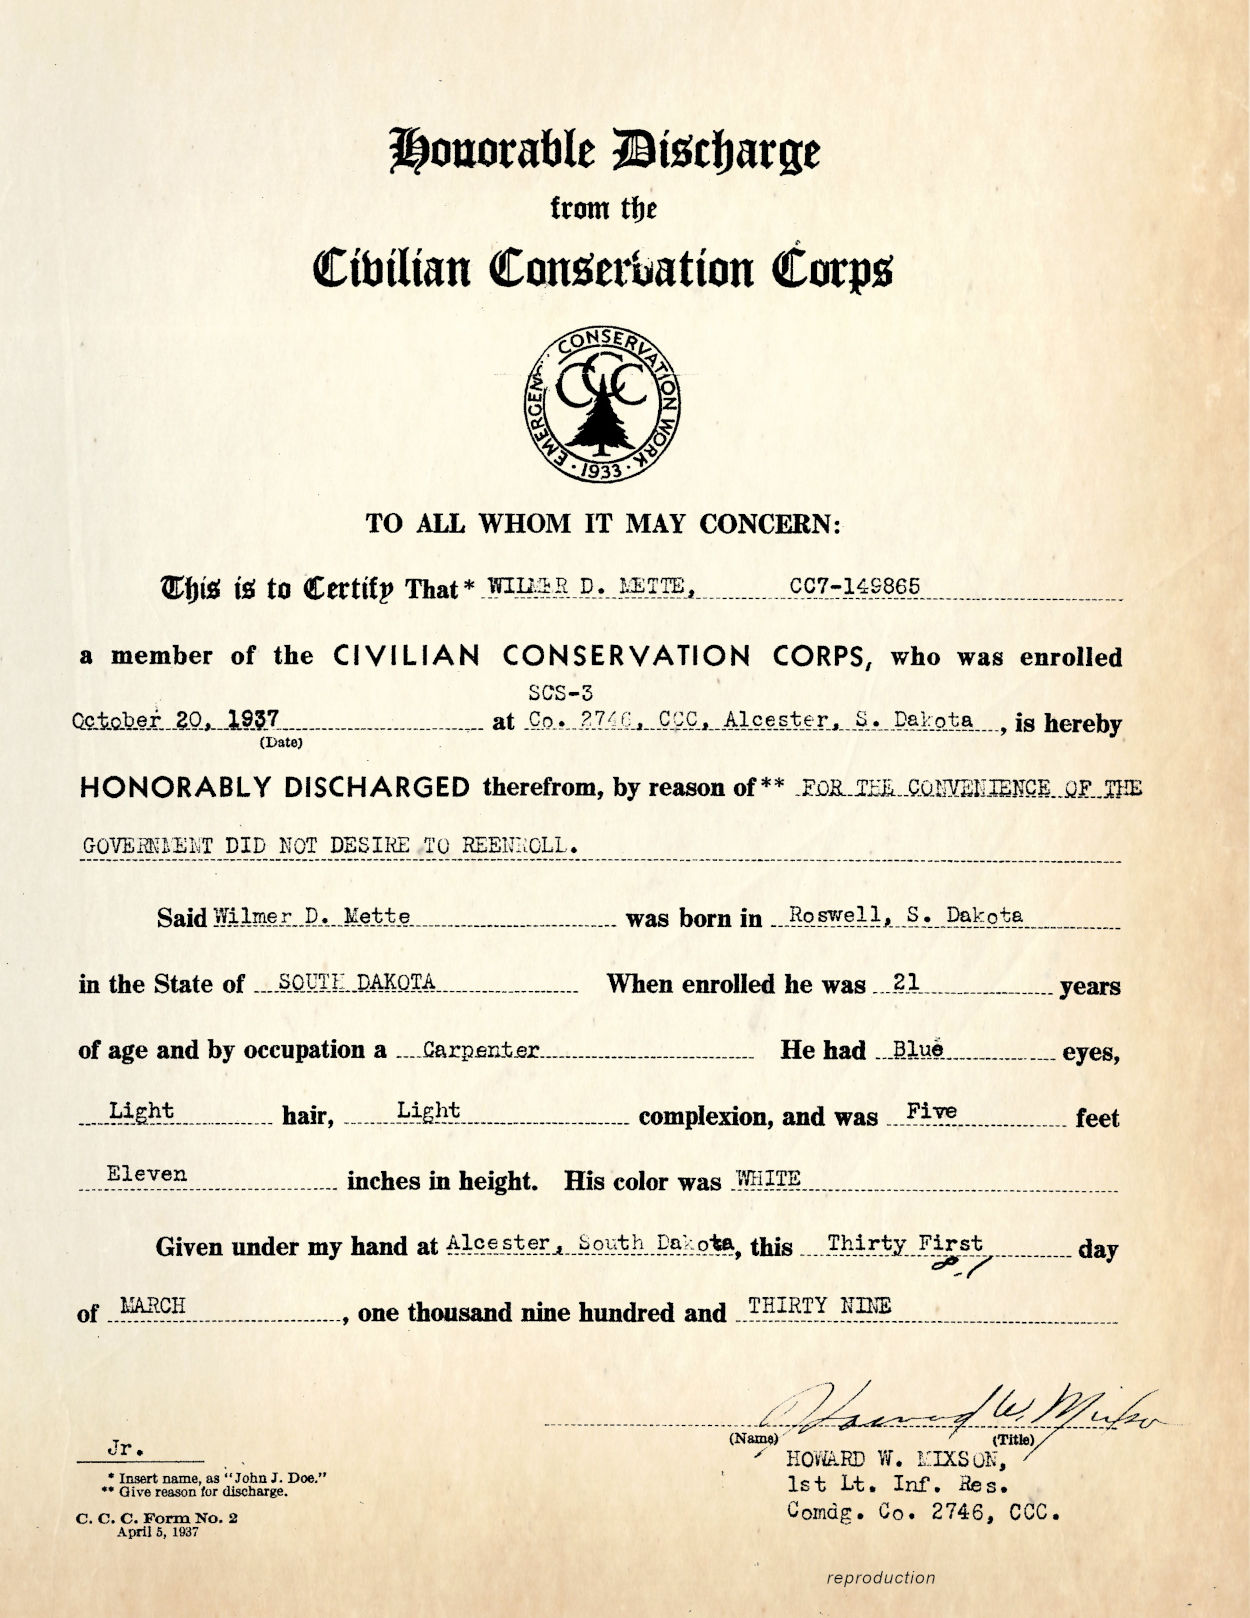 Honorable Discharge
from the
Civilian Conservation Corps
EMERGENCY CONSERVATION WORK
CCC
· 1933 ·
TO ALL WHOM IT MAY CONCERN:
This is to Certify That* WILMER D. METTE, CC7-149865
a member of the CIVILIAN CONSERVATION CORPS, who was enrolled
SCS-3
October 20, 1937 at Co. 2746, CCC, Alcester, S. Dakota, is hereby
(Date)
HONORABLY DISCHARGED therefrom, by reason of** FOR THE CONVENIENCE OF THE
GOVERNMENT DID NOT DESIRE TO REENROLL.
Said Wilmer D. Mette was born in Roswell, S. Dakota
in the State of SOUTH DAKOTA When enrolled he was 21 years
of age and by occupation a Carpenter He had Blue eyes,
Light hair, Light complexion, and was Five feet
Eleven inches in height. His color was WHITE
Given under my hand at Alcester, South Dakota, this Thirty First day
of MARCH, one thousand nine hundred and THIRTY NINE
Howard W. Mixson
(Name) (Title)
HOWARD W. MIXSON,
1st Lt. Inf. Res.
Comdg. Co. 2746, CCC.
Jr.
* Insert name, as "John J. Doe."
** Give reason for discharge.
C. C. C. Form No. 2
April 5, 1937
reproduction